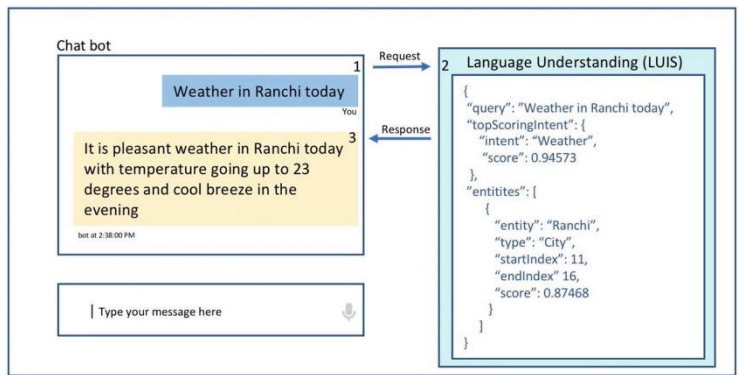 Chat bot
1
Weather in Ranchi today
You
3
It is pleasant weather in Ranchi today
with temperature going up to 23
degrees and cool breeze in the
evening
bot at 2:38:00 PM
Type your message here
Request
Response
2 Language Understanding (LUIS)
{
"query": "Weather in Ranchi today",
"topScoringIntent": {
"intent": "Weather",
"score": 0.94573
},
"entitites": [
{
"entity": "Ranchi",
"type": "City",
"startIndex": 11,
"endIndex" 16,
"score": 0.87468
}
]
}